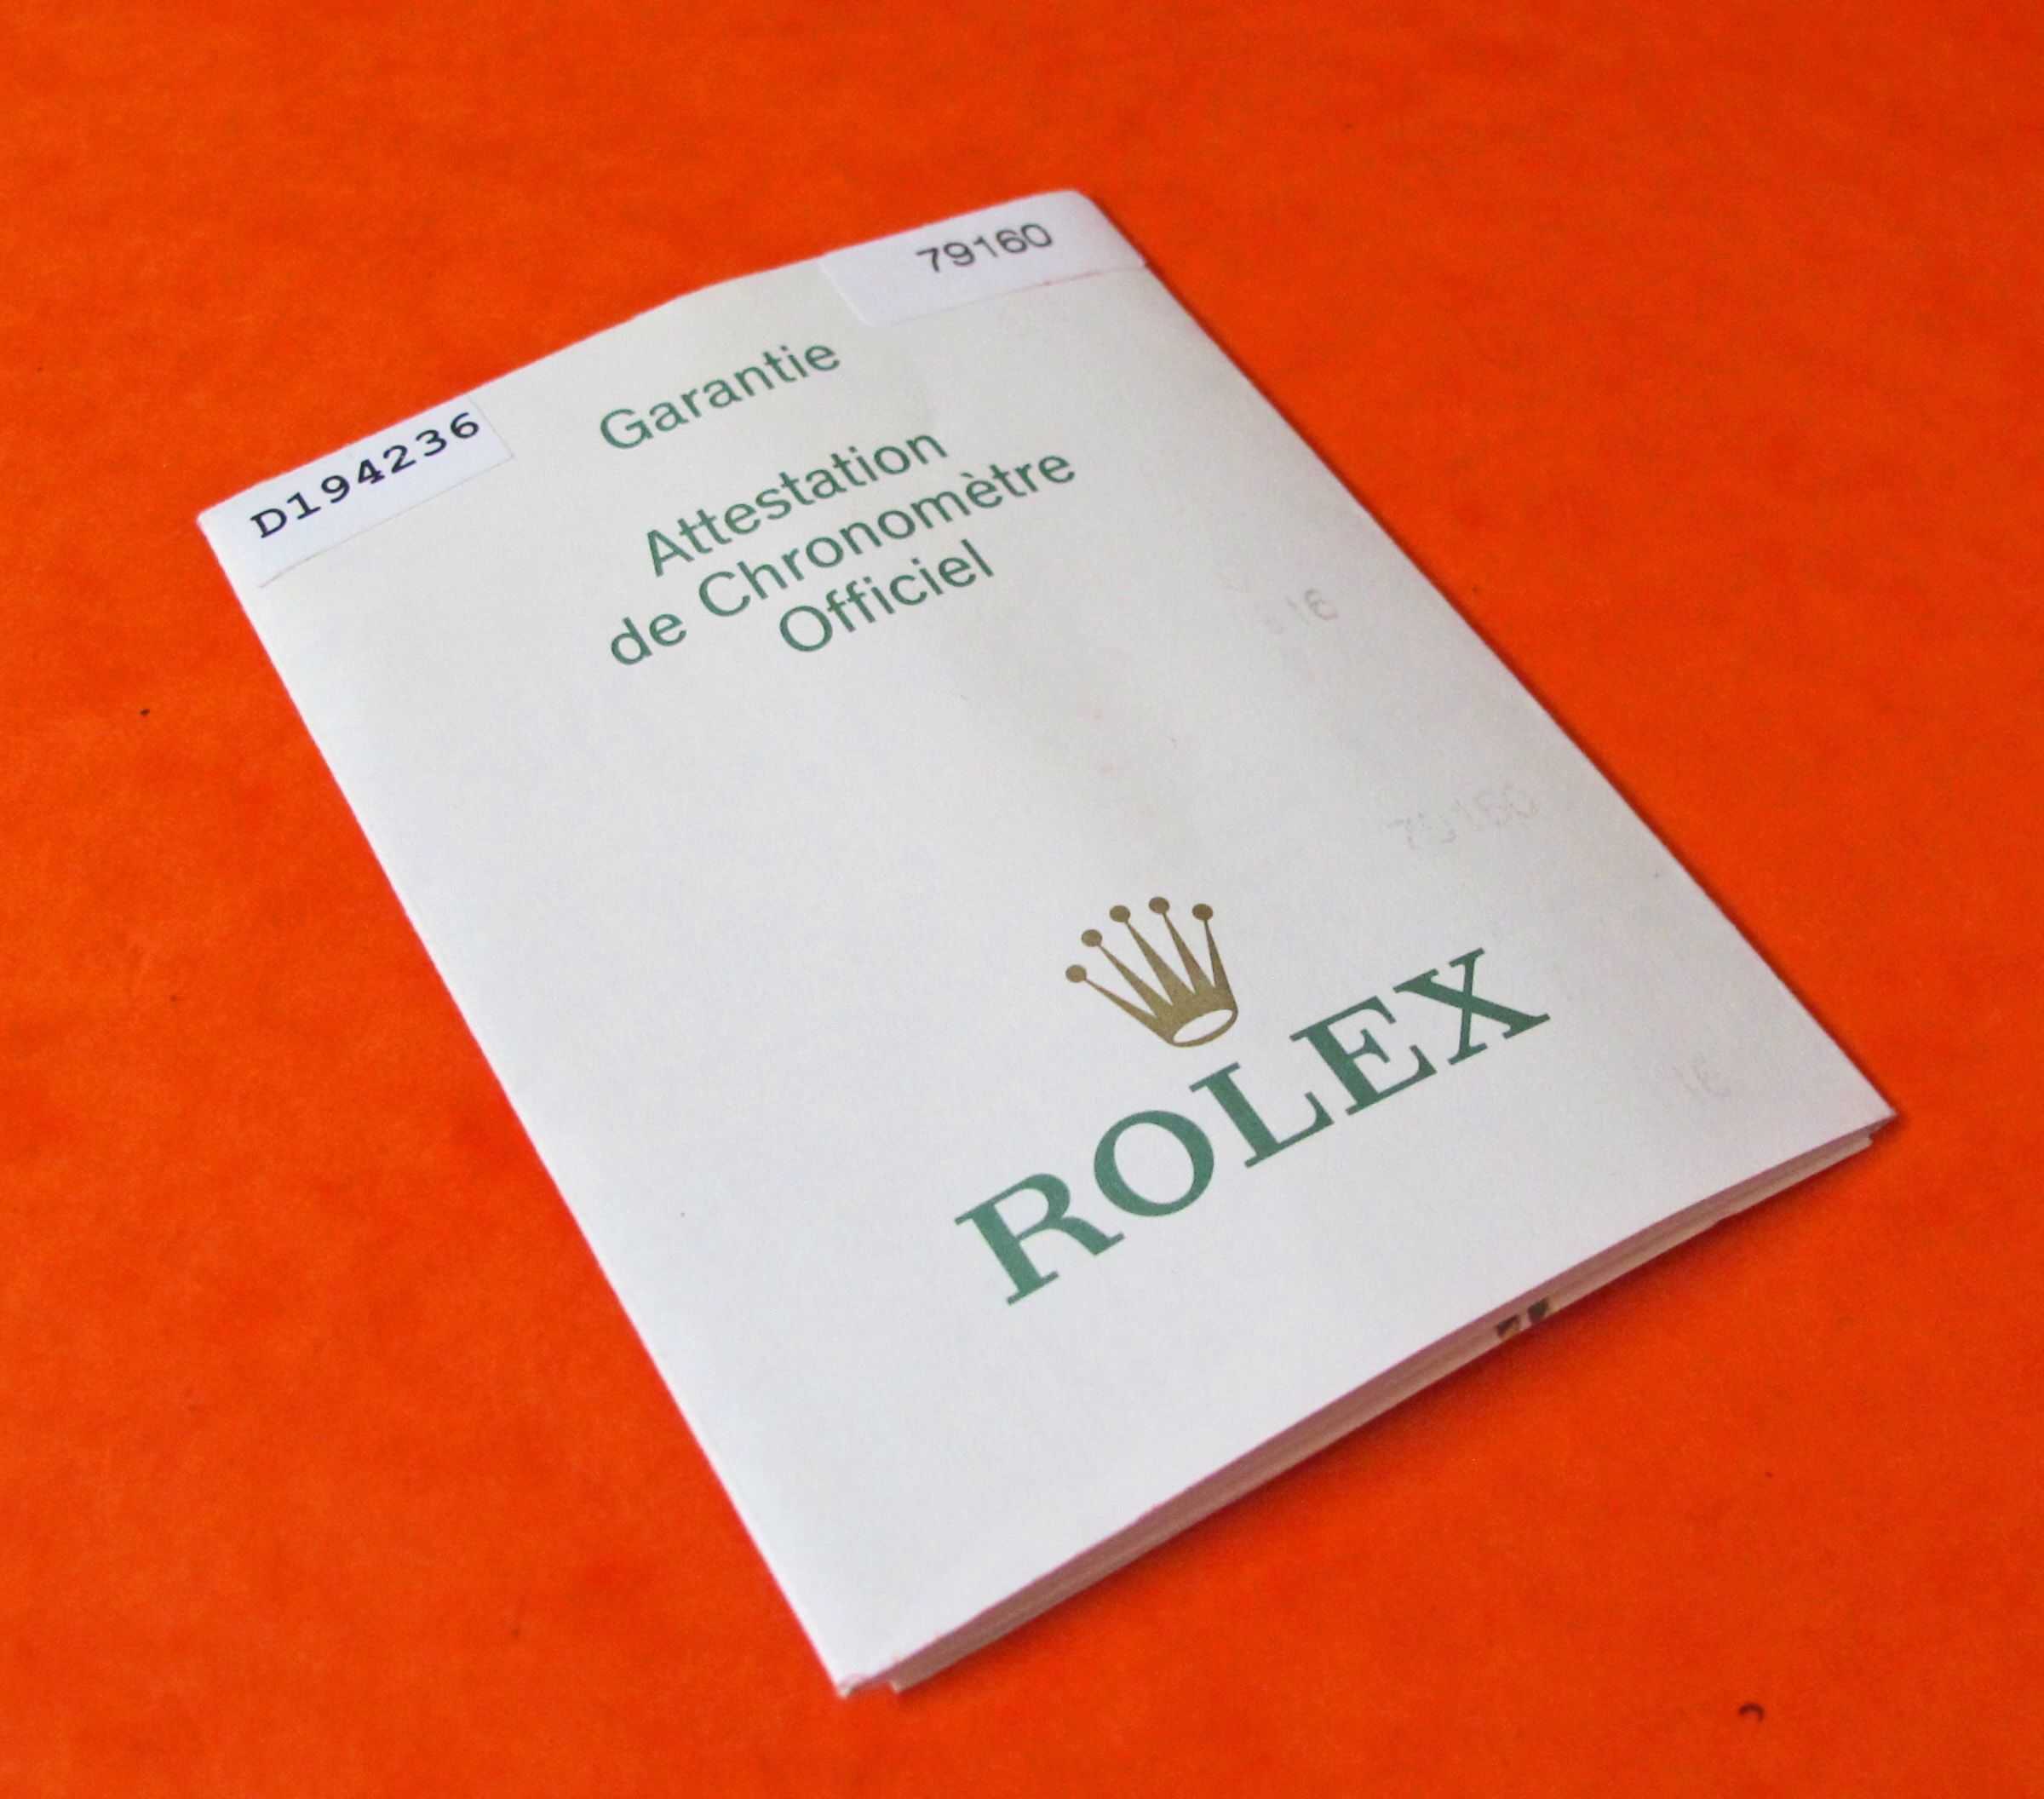 D194236
79160
Garantie
Attestation
de Chronomètre
Officiel
ROLEX